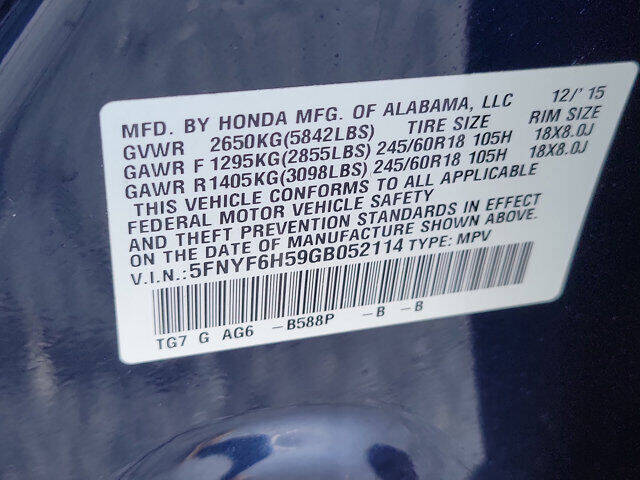 MFD. BY HONDA MFG. OF ALABAMA, LLC 12/'15
GVWR 2650KG(5842LBS) TIRE SIZE RIM SIZE
GAWR F1295KG(2855LBS) 245/60R18 105H 18X8.0J
GAWR R1405KG(3098LBS) 245/60R18 105H 18X8.0J
THIS VEHICLE CONFORMS TO ALL APPLICABLE
FEDERAL MOTOR VEHICLE SAFETY
AND THEFT PREVENTION STANDARDS IN EFFECT
ON THE DATE OF MANUFACTURE SHOWN ABOVE.
V.I.N.:5FNYF6H59GB052114 TYPE: MPV
TG7 G AG6 -B588P -B -B